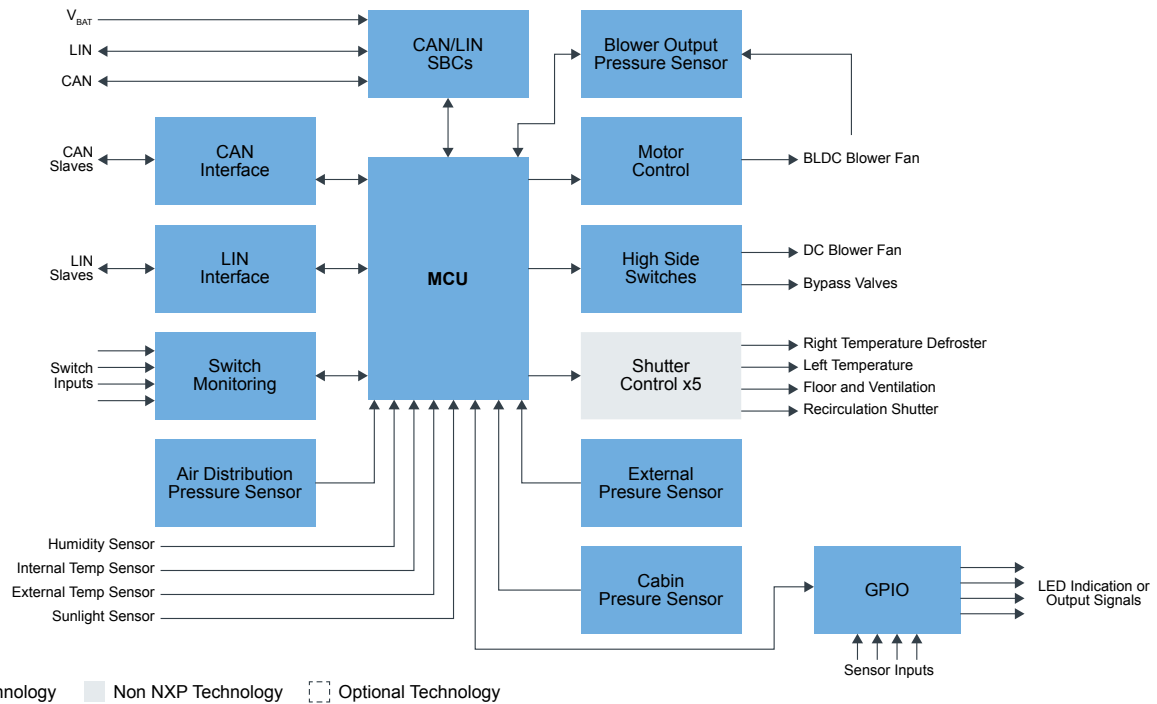 VBAT
LIN
CAN
CAN/LIN
SBCs
Blower Output
Pressure Sensor
CAN
Slaves
CAN
Interface
Motor
Control
BLDC Blower Fan
LIN
Slaves
LIN
Interface
MCU
High Side
Switches
DC Blower Fan
Bypass Valves
Switch
Inputs
Switch
Monitoring
Shutter
Control x5
Right Temperature Defroster
Left Temperature
Floor and Ventilation
Recirculation Shutter
Air Distribution
Pressure Sensor
External
Presure Sensor
Humidity Sensor
Internal Temp Sensor
External Temp Sensor
Sunlight Sensor
Cabin
Presure Sensor
GPIO
LED Indication or
Output Signals
Sensor Inputs
hnology
Non NXP Technology
Optional Technology